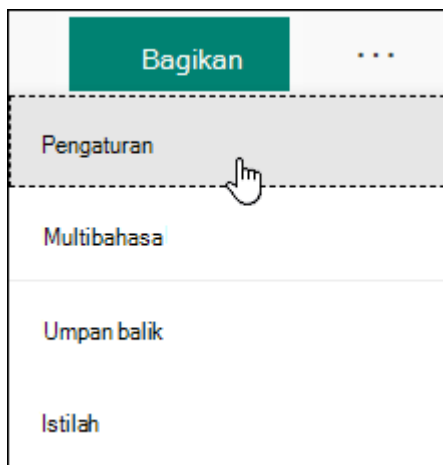 Bagikan ...
Pengaturan
Multibahasa
Umpan balik
Istilah